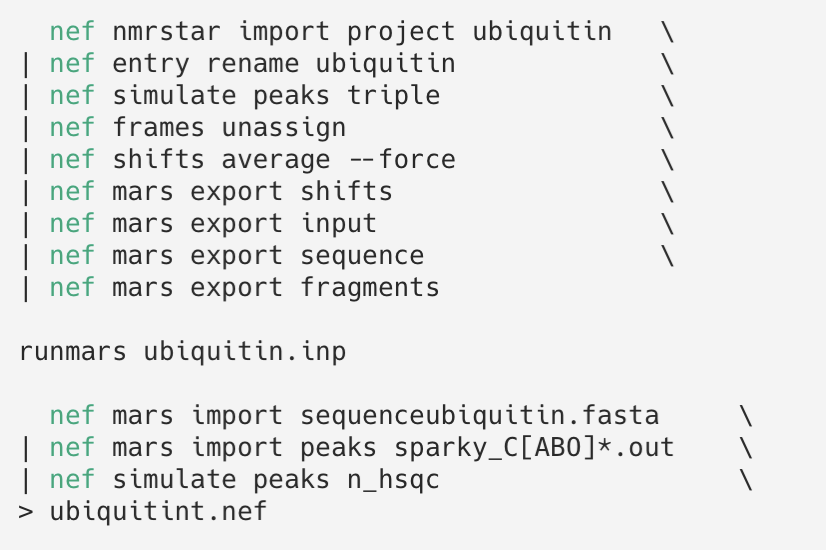 nef nmrstar import project ubiquitin \
| nef entry rename ubiquitin \
| nef simulate peaks triple \
| nef frames unassign \
| nef shifts average --force \
| nef mars export shifts \
| nef mars export input \
| nef mars export sequence \
| nef mars export fragments
runmars ubiquitin.inp
nef mars import sequenceubiquitin.fasta \
| nef mars import peaks sparky_C[ABO]*.out \
| nef simulate peaks n_hsqc \
> ubiquitint.nef